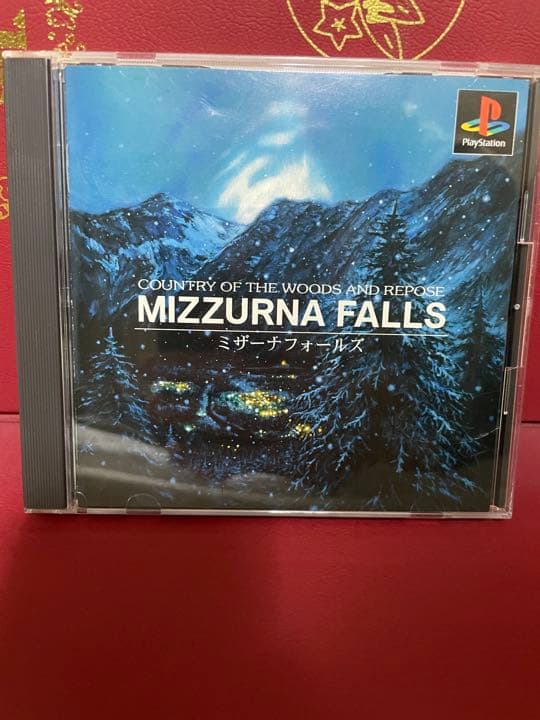 PlayStation
COUNTRY OF THE WOODS AND REPOSE
MIZZURNA FALLS
ミザーナフォールズ